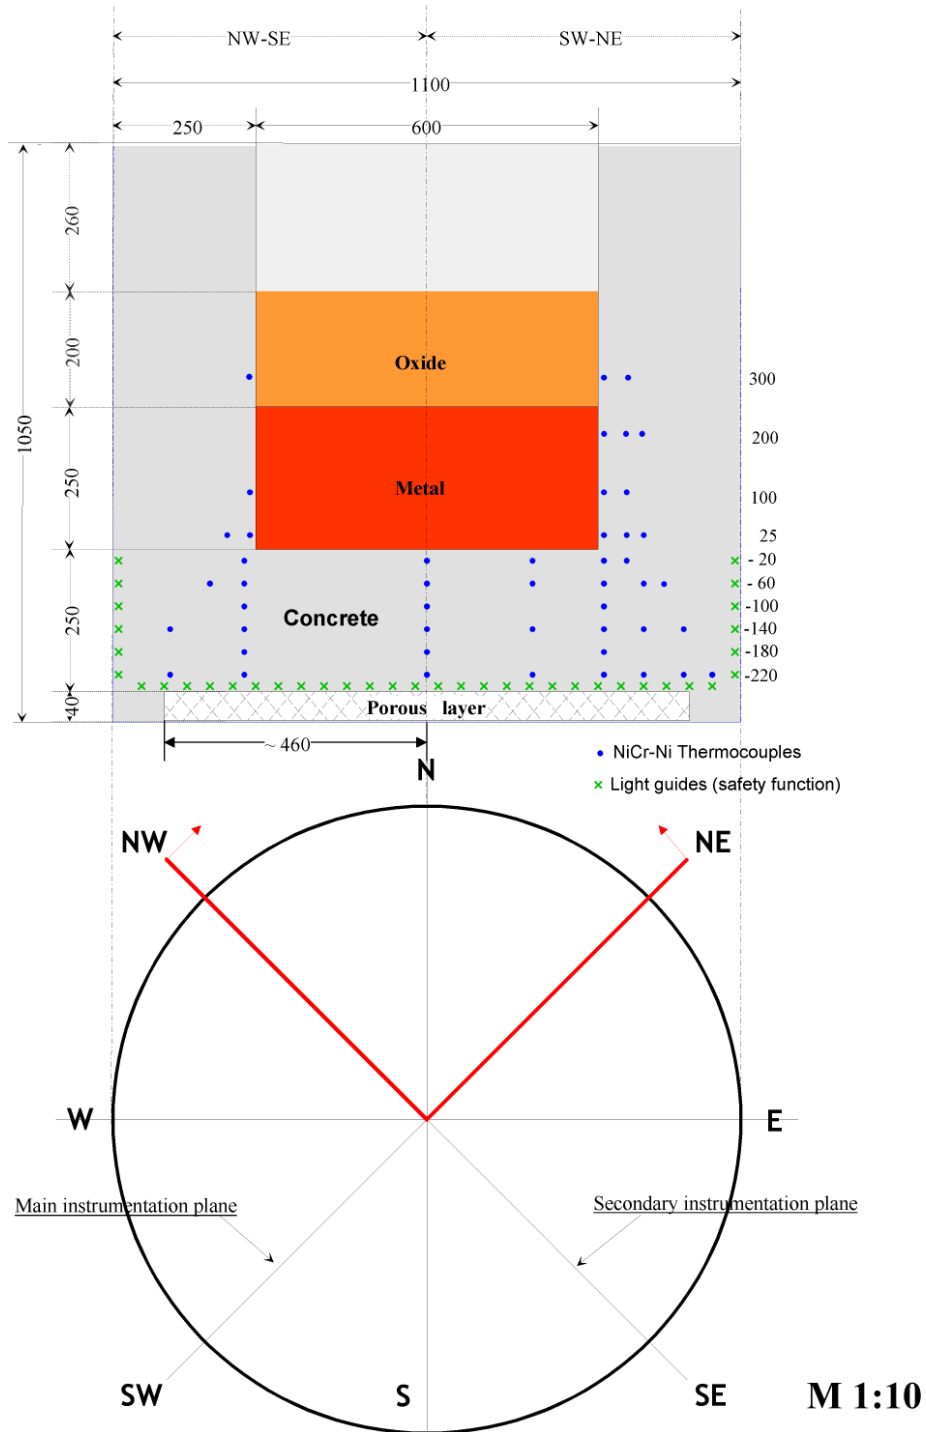 NW-SE
SW-NE
1100
250
600
260
200
Oxide
300
1050
200
250
Metal
100
25
- 20
- 60
Concrete
-100
250
-140
-180
-220
40
Porous layer
~ 460
NiCr-Ni Thermocouples
N
Light guides (safety function)
NW
NE
W
E
Main instrumentation plane
Secondary instrumentation plane
SW
S
SE
M 1:10